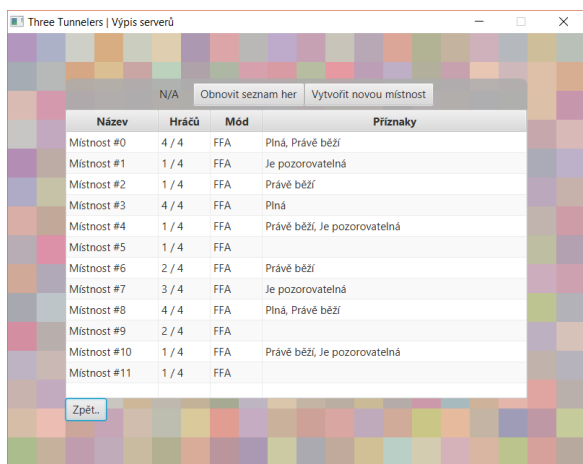 Three Tunnelers | Výpis serverů
N/A Obnovit seznam her Vytvořit novou místnost
Název Hráčů Mód Příznaky
Místnost #0 4 / 4 FFA Plná, Právě běží
Místnost #1 1 / 4 FFA Je pozorovatelná
Místnost #2 1 / 4 FFA Právě běží
Místnost #3 4 / 4 FFA Plná
Místnost #4 1 / 4 FFA Právě běží, Je pozorovatelná
Místnost #5 1 / 4 FFA
Místnost #6 2 / 4 FFA Právě běží
Místnost #7 3 / 4 FFA Je pozorovatelná
Místnost #8 4 / 4 FFA Plná, Právě běží
Místnost #9 2 / 4 FFA
Místnost #10 1 / 4 FFA Právě běží, Je pozorovatelná
Místnost #11 1 / 4 FFA
Zpět..